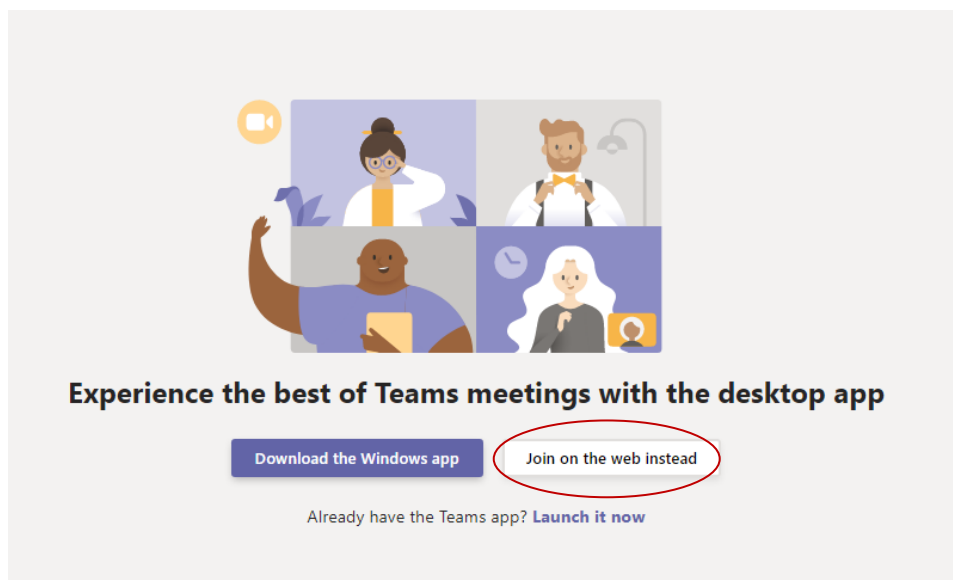 Experience the best of Teams meetings with the desktop app
Download the Windows app
Join on the web instead
Already have the Teams app? Launch it now